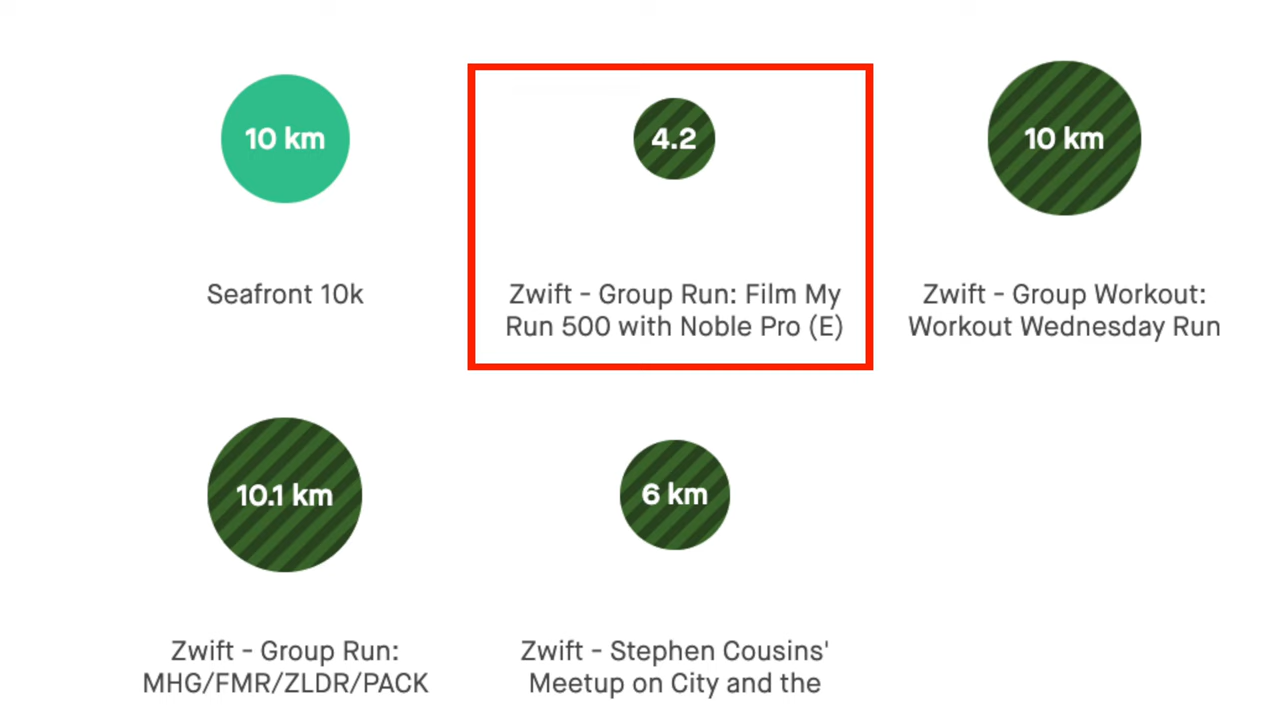 10 km
4.2
10 km
Seafront 10k
Zwift - Group Run: Film My
Run 500 with Noble Pro (E)
Zwift - Group Workout:
Workout Wednesday Run
10.1 km
6 km
Zwift - Group Run:
MHG/FMR/ZLDR/PACK
Zwift - Stephen Cousins'
Meetup on City and the